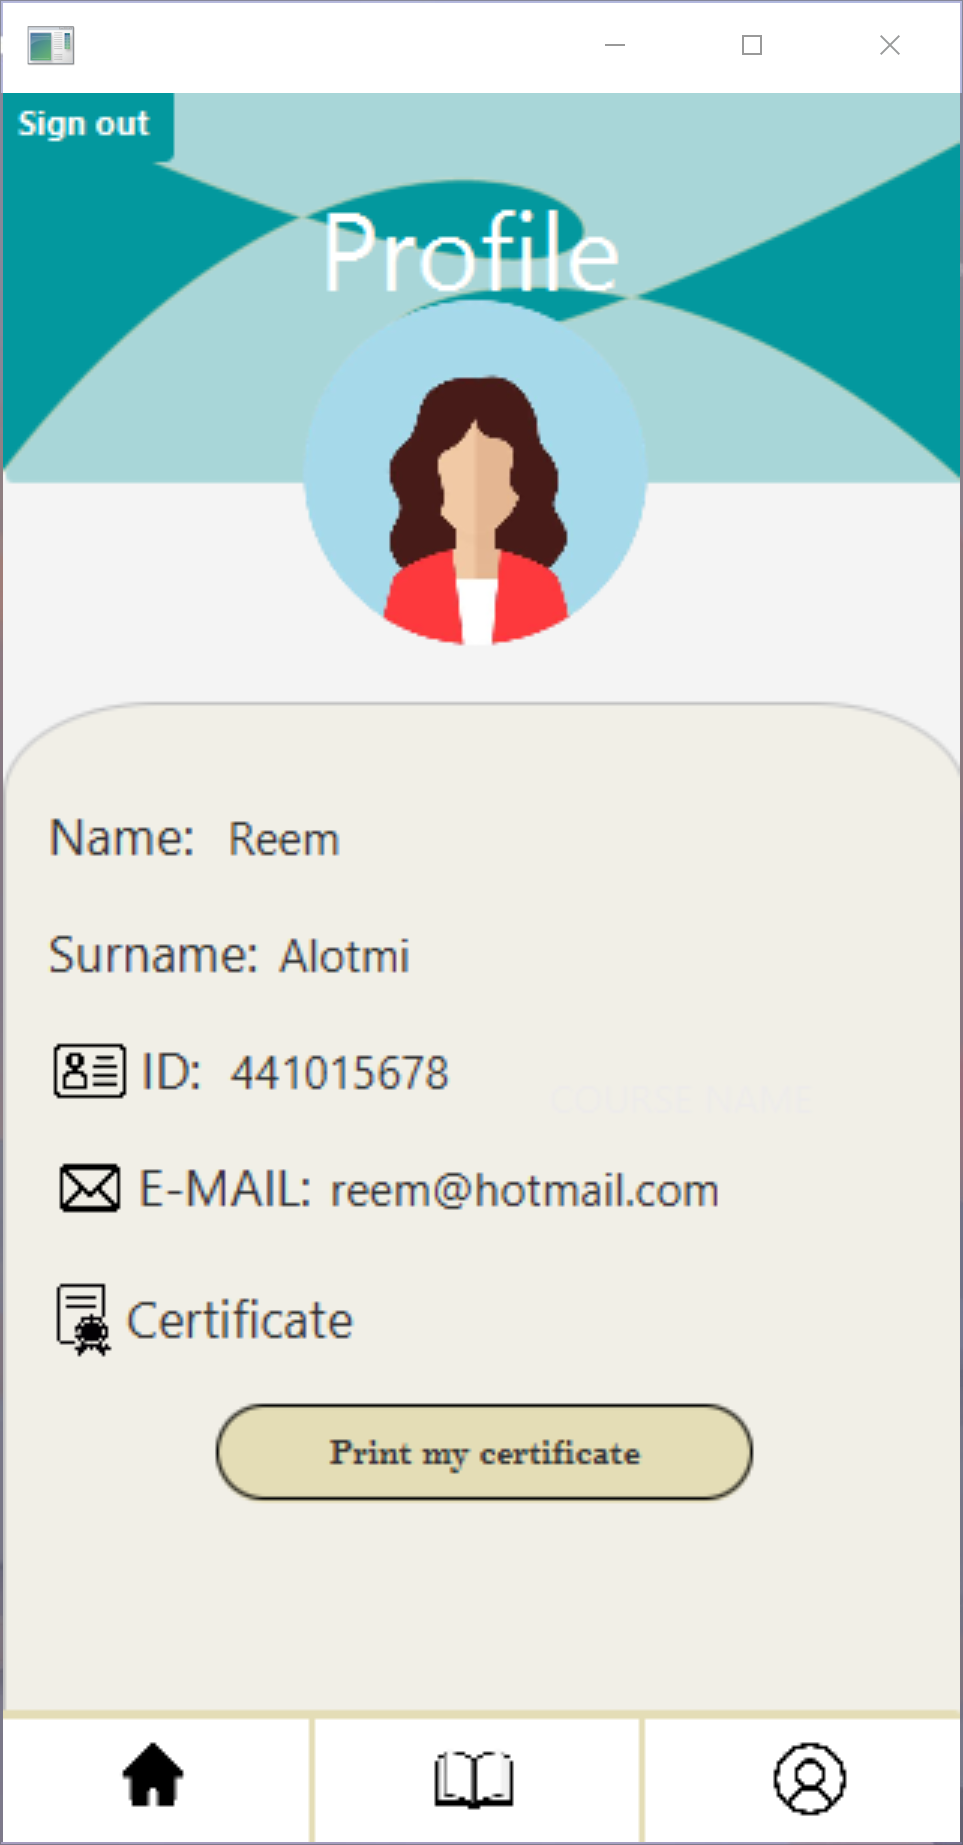 Sign out
Profile
Name: Reem
Surname: Alotmi
ID: 441015678
COURSE NAME
E-MAIL: reem@hotmail.com
Certificate
Print my certificate